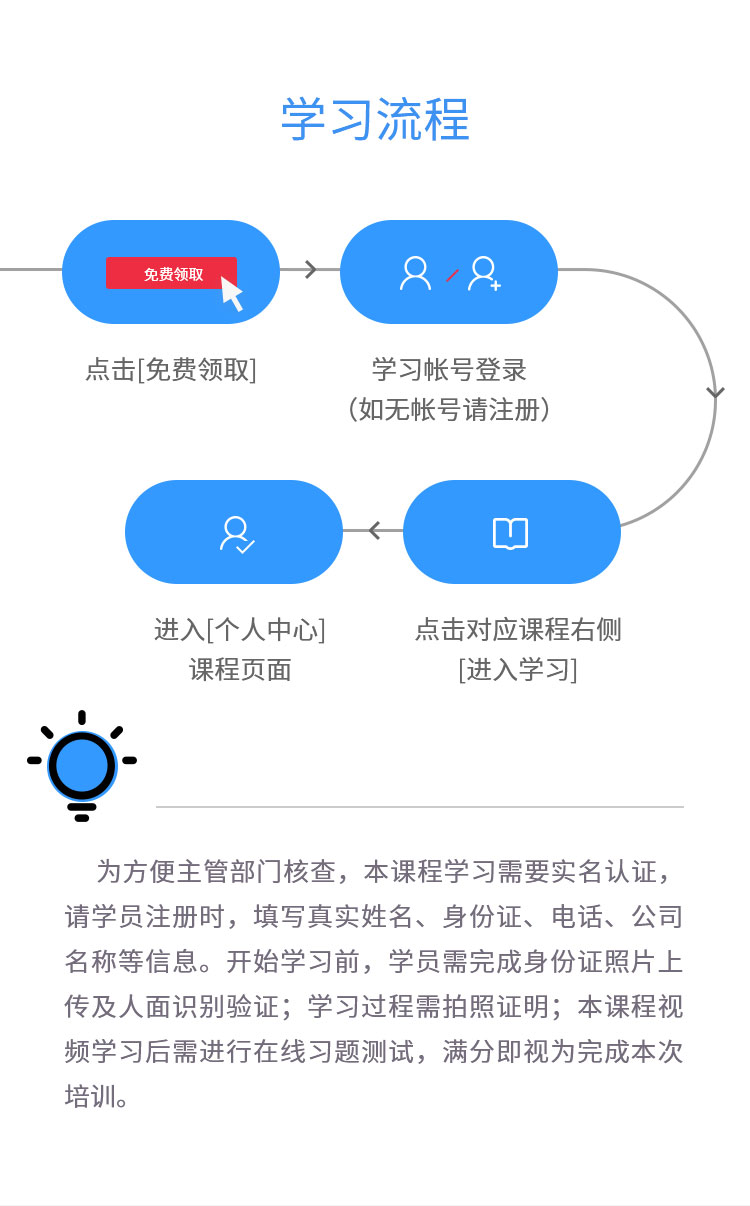 学习流程
免费领取
点击[免费领取]
学习帐号登录
（如无帐号请注册）
点击对应课程右侧
[进入学习]
进入[个人中心]
课程页面
为方便主管部门核查，本课程学习需要实名认证，
请学员注册时，填写真实姓名、身份证、电话、公司
名称等信息。开始学习前，学员需完成身份证照片上
传及人面识别验证；学习过程需拍照证明；本课程视
频学习后需进行在线习题测试，满分即视为完成本次
培训。